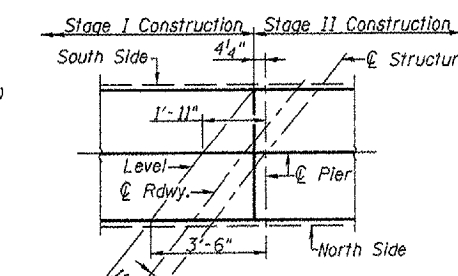 Stage I Construction Stage II Construction
South Side
4¼"
℄ Structur
1'-11"
Level
℄ Rdwy.
℄ Pier
3'-6"
North Side